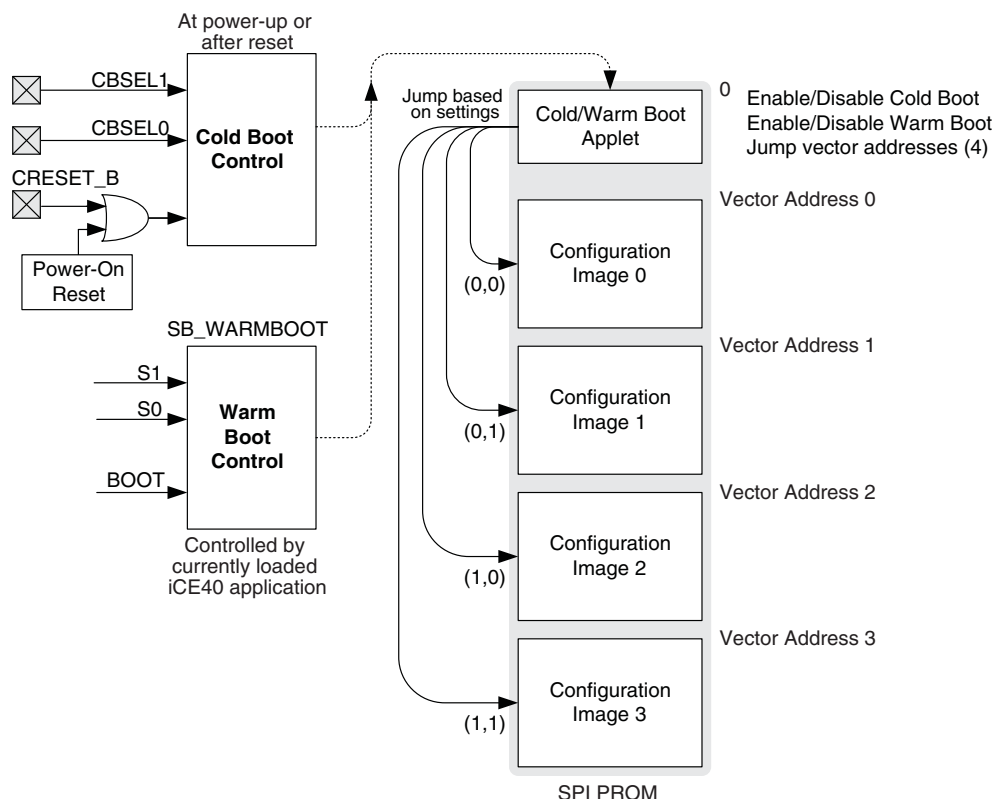 At power-up or
after reset
CBSEL1
CBSEL0
CRESET_B
Cold Boot
Control
Power-On
Reset
SB_WARMBOOT
S1
S0
BOOT
Warm
Boot
Control
Controlled by
currently loaded
iCE40 application
Jump based
on settings
Cold/Warm Boot
Applet
0
Enable/Disable Cold Boot
Enable/Disable Warm Boot
Jump vector addresses (4)
Vector Address 0
Configuration
Image 0
(0,0)
Vector Address 1
Configuration
Image 1
(0,1)
Vector Address 2
Configuration
Image 2
(1,0)
Vector Address 3
Configuration
Image 3
(1,1)
SPI PROM